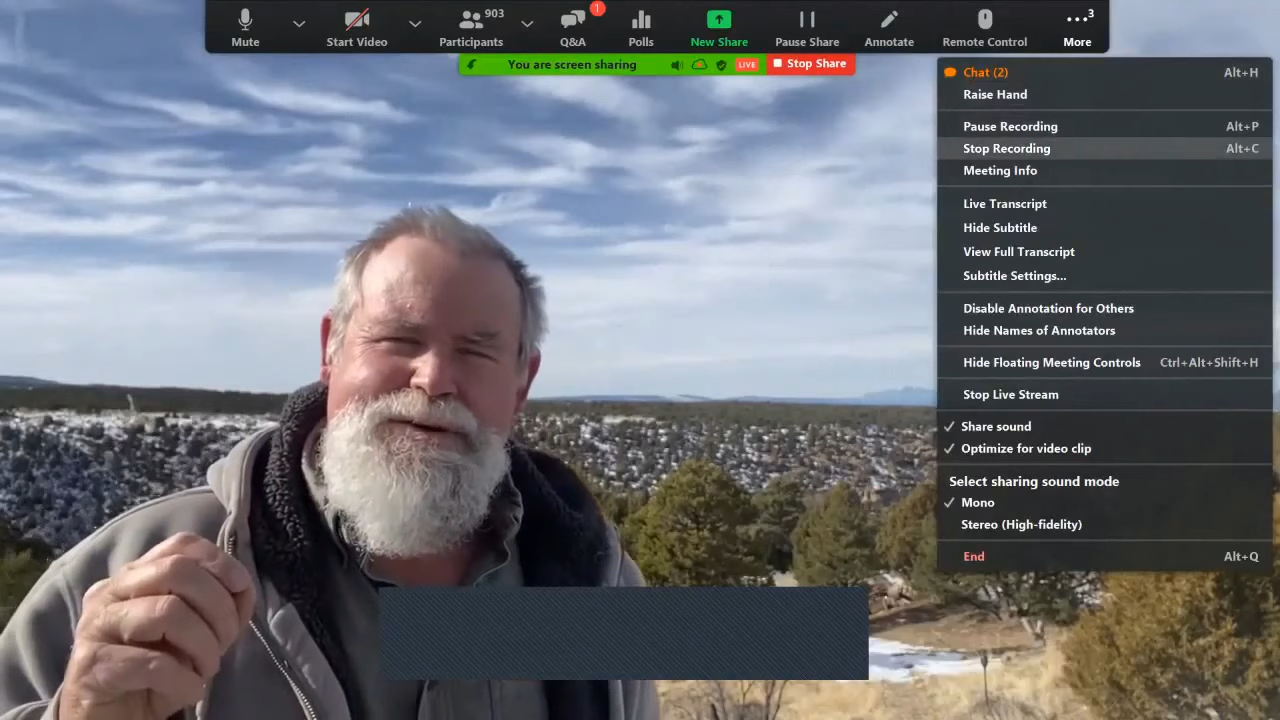 Mute
Start Video
Participants 903
Q&A 1
Polls
New Share
Pause Share
Annotate
Remote Control
More 3
You are screen sharing
LIVE
Stop Share
Chat (2) Alt+H
Raise Hand
Pause Recording Alt+P
Stop Recording Alt+C
Meeting Info
Live Transcript
Hide Subtitle
View Full Transcript
Subtitle Settings...
Disable Annotation for Others
Hide Names of Annotators
Hide Floating Meeting Controls Ctrl+Alt+Shift+H
Stop Live Stream
Share sound
Optimize for video clip
Select sharing sound mode
Mono
Stereo (High-fidelity)
End Alt+Q